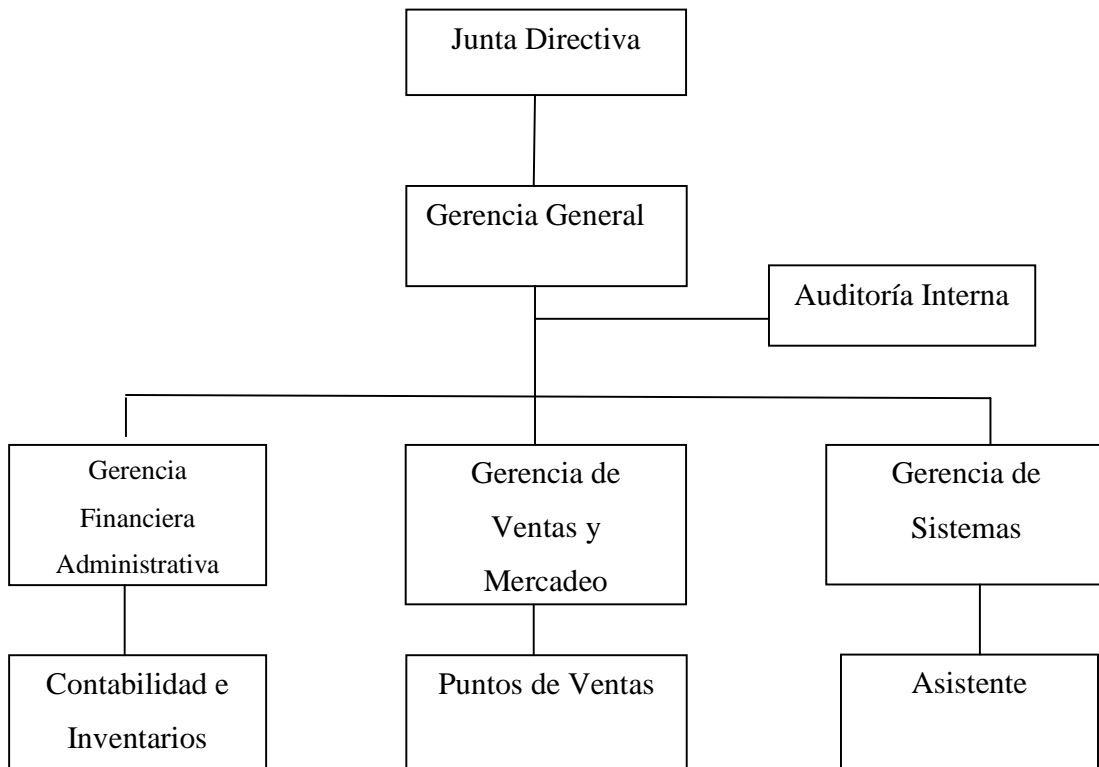 Junta Directiva
Gerencia General
Auditoría Interna
Gerencia
Financiera
Administrativa
Gerencia de
Ventas y
Mercadeo
Gerencia de
Sistemas
Contabilidad e
Inventarios
Puntos de Ventas
Asistente